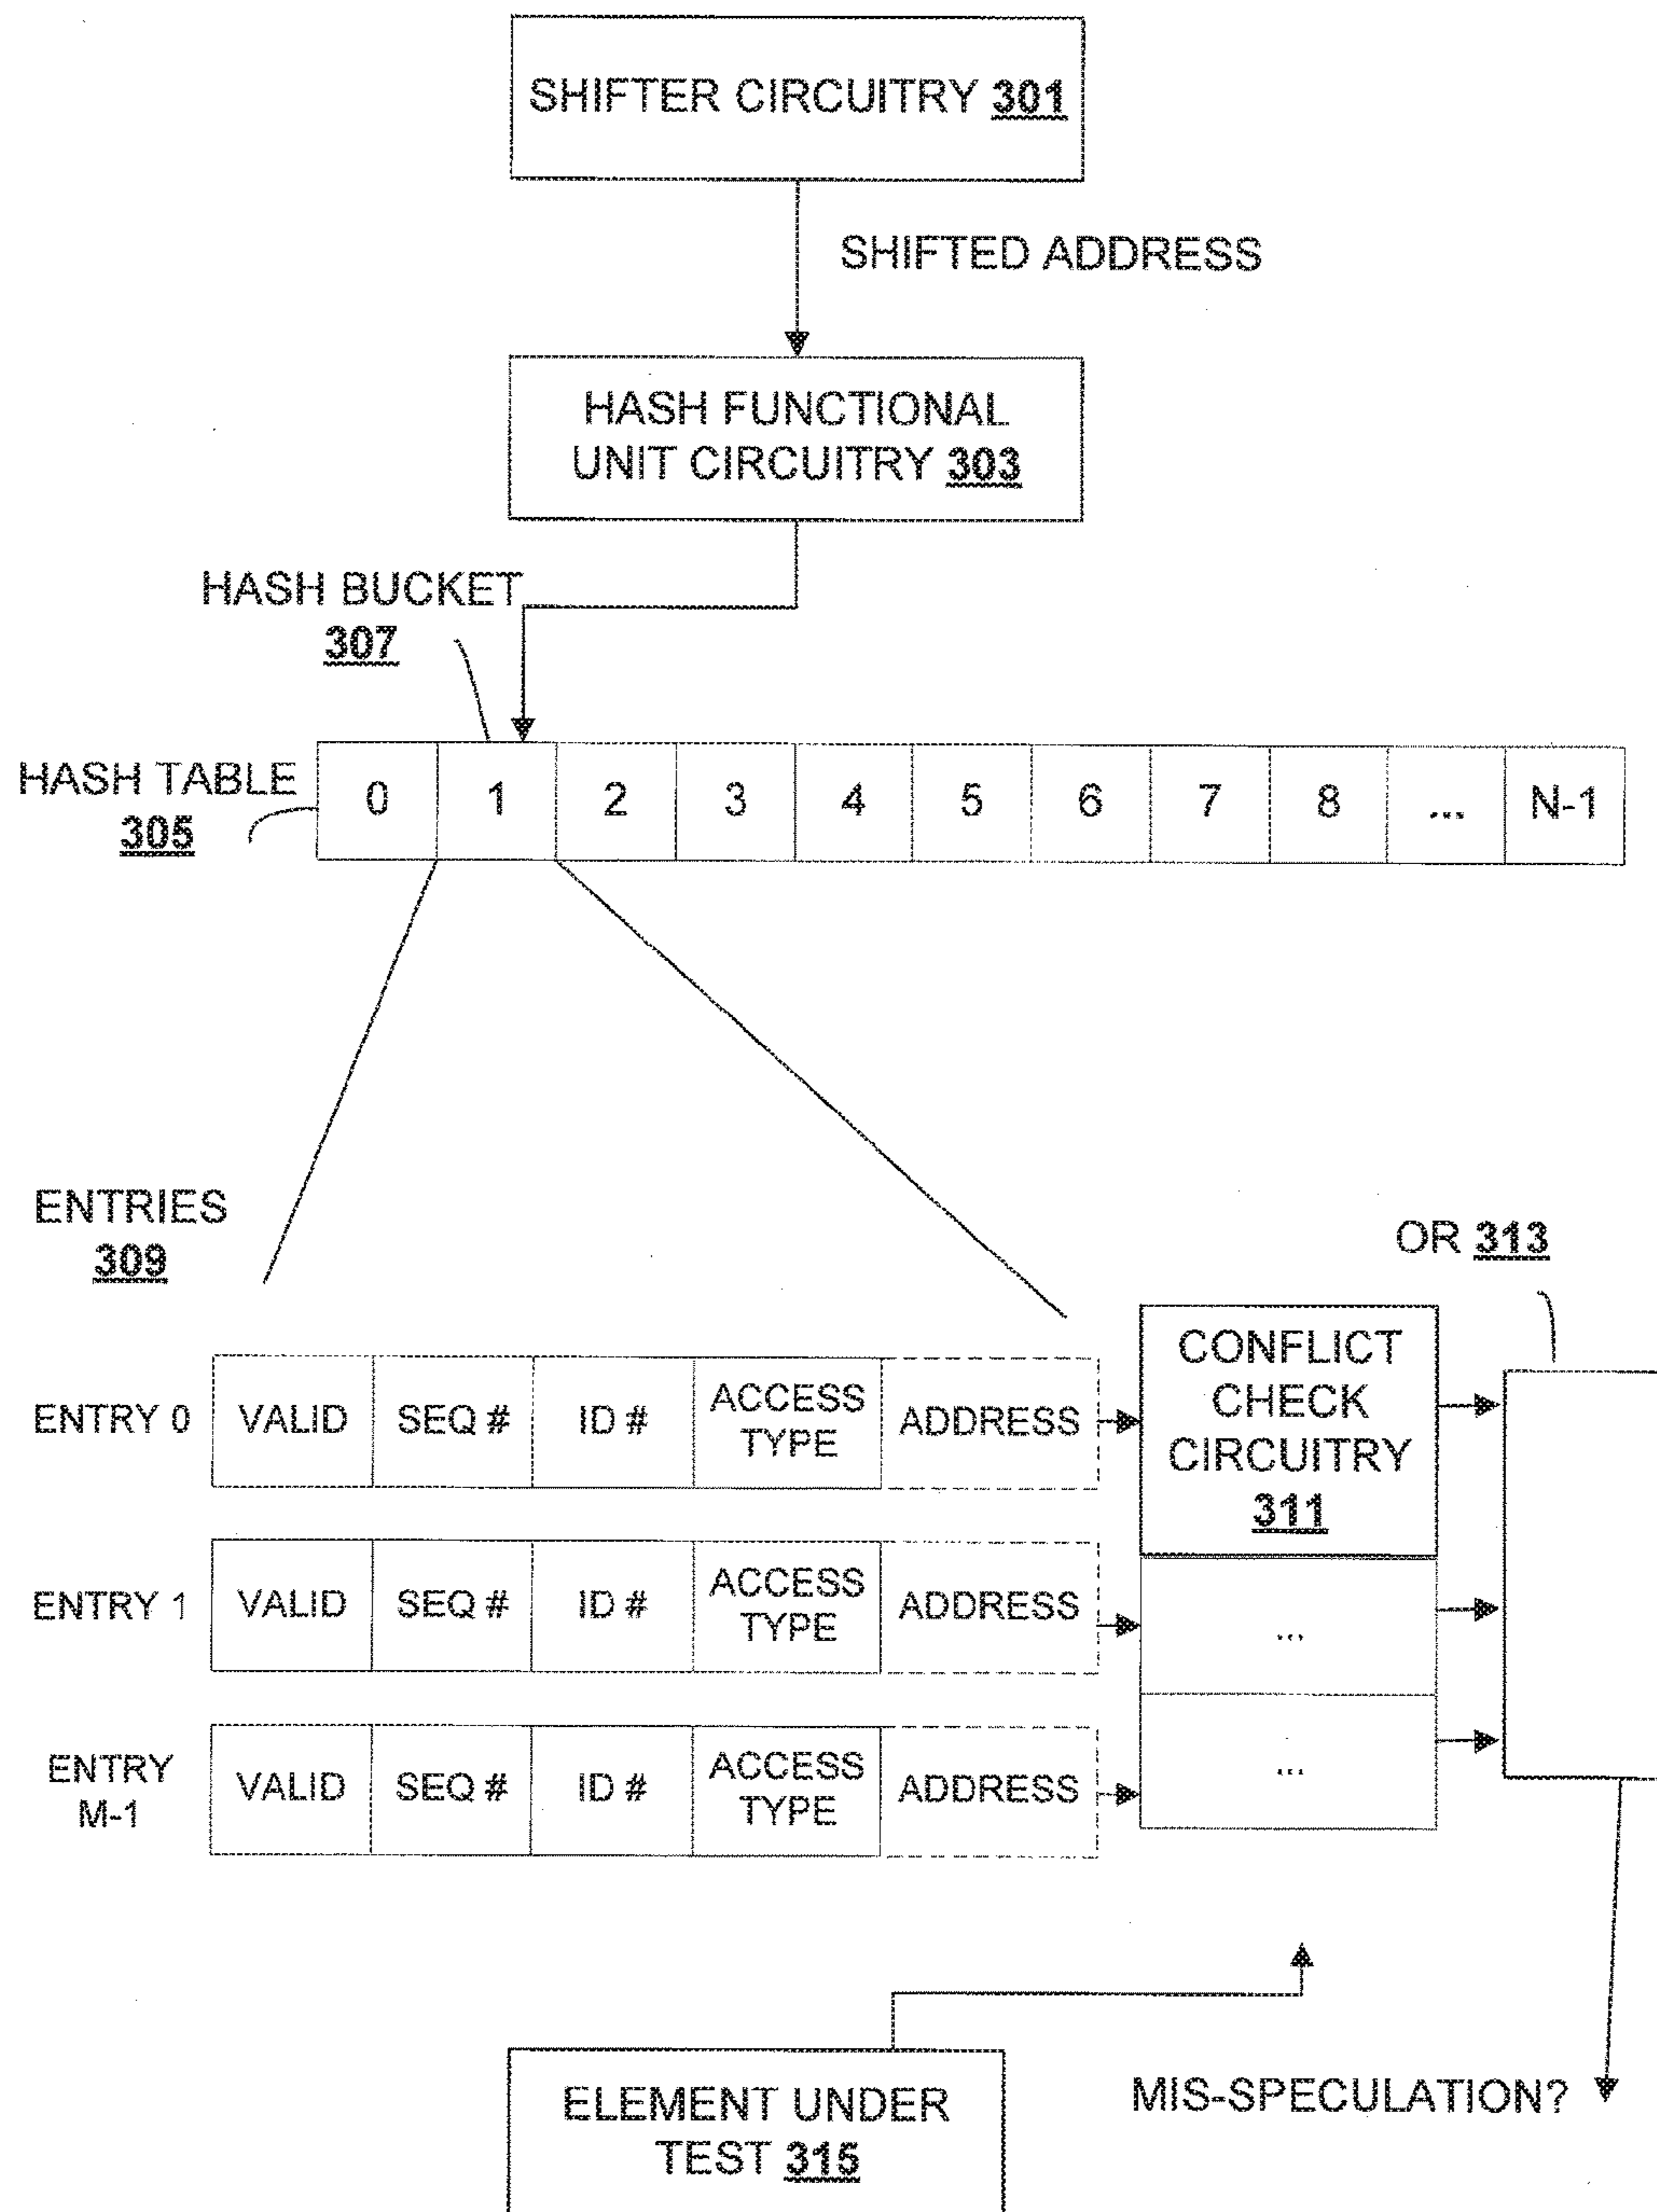 SHIFTER CIRCUITRY 301
SHIFTED ADDRESS
HASH FUNCTIONAL
UNIT CIRCUITRY 303
HASH BUCKET
307
HASH TABLE
305
0 1 2 3 4 5 6 7 8 ... N-1
ENTRIES
309
OR 313
CONFLICT
CHECK
CIRCUITRY
311
ENTRY 0 VALID SEQ # ID # ACCESS
TYPE ADDRESS
ENTRY 1 VALID SEQ # ID # ACCESS
TYPE ADDRESS
...
ENTRY
M-1 VALID SEQ # ID # ACCESS
TYPE ADDRESS
...
ELEMENT UNDER
TEST 315
MIS-SPECULATION?